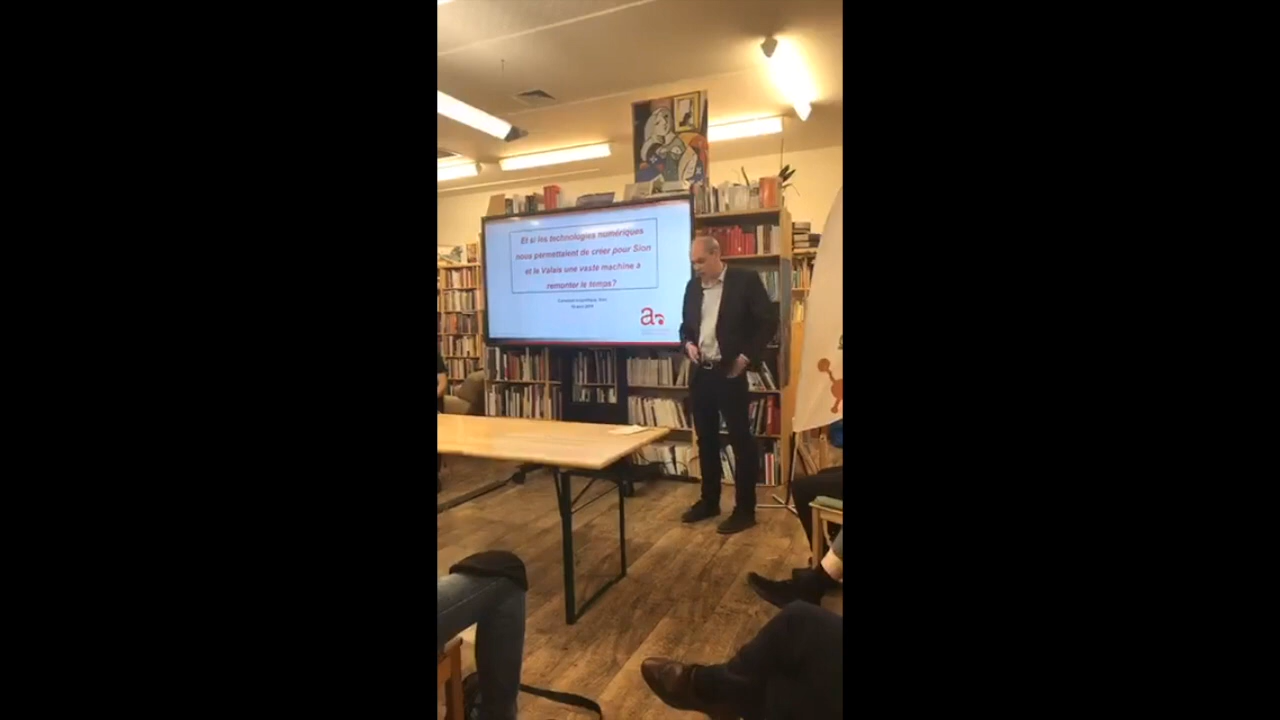 Et si les technologies numériques
nous permettaient de créer pour Sion
et le Valais une vaste machine à
remonter le temps?